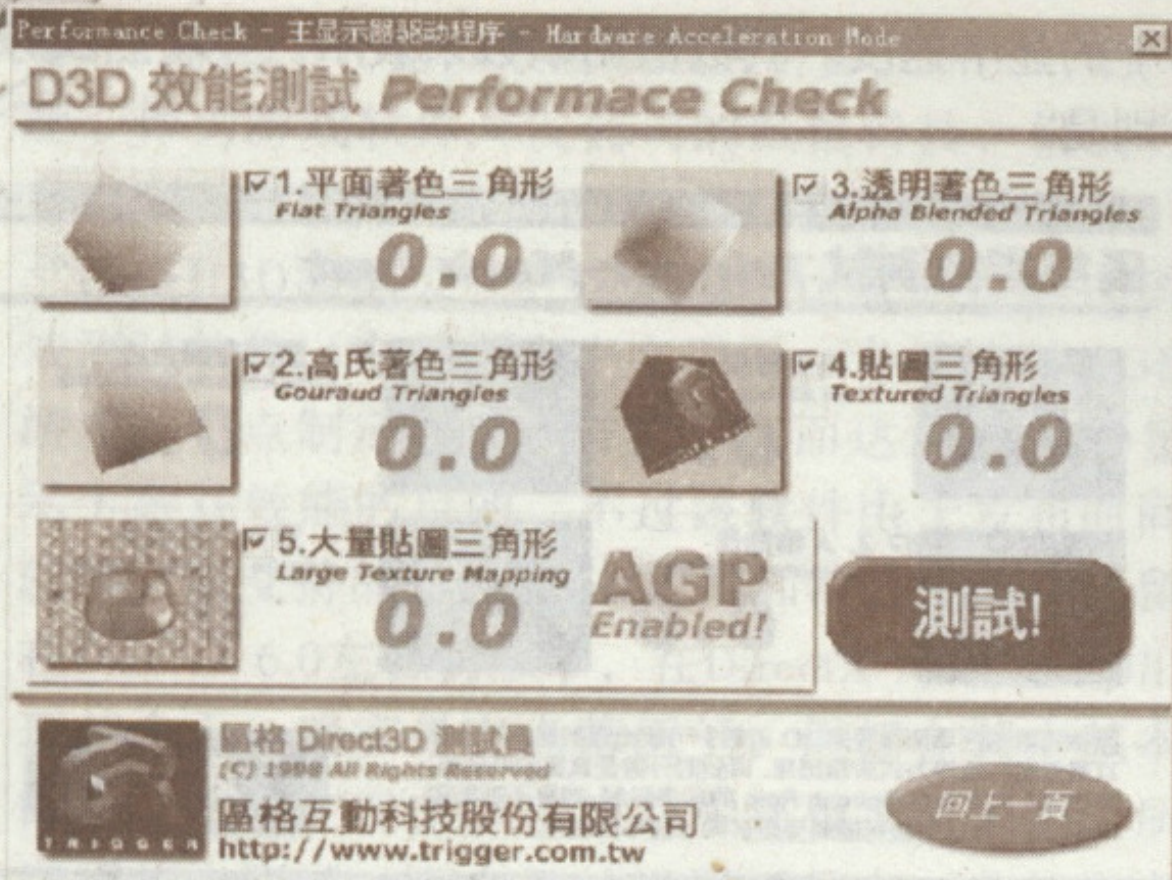 Performance Check - 主显示器驱动程序 - Hardware Acceleration Mode
D3D 效能測試 Performace Check
1.平面著色三角形
Flat Triangles
0.0
3.透明著色三角形
Alpha Blended Triangles
0.0
2.高氏著色三角形
Gouraud Triangles
0.0
4.貼圖三角形
Textured Triangles
0.0
5.大量貼圖三角形
Large Texture Mapping
0.0
AGP
Enabled!
測試!
TRIGGER
區格 Direct3D 測試員
(C) 1998 All Rights Reserved
區格互動科技股份有限公司
http://www.trigger.com.tw
回上一頁